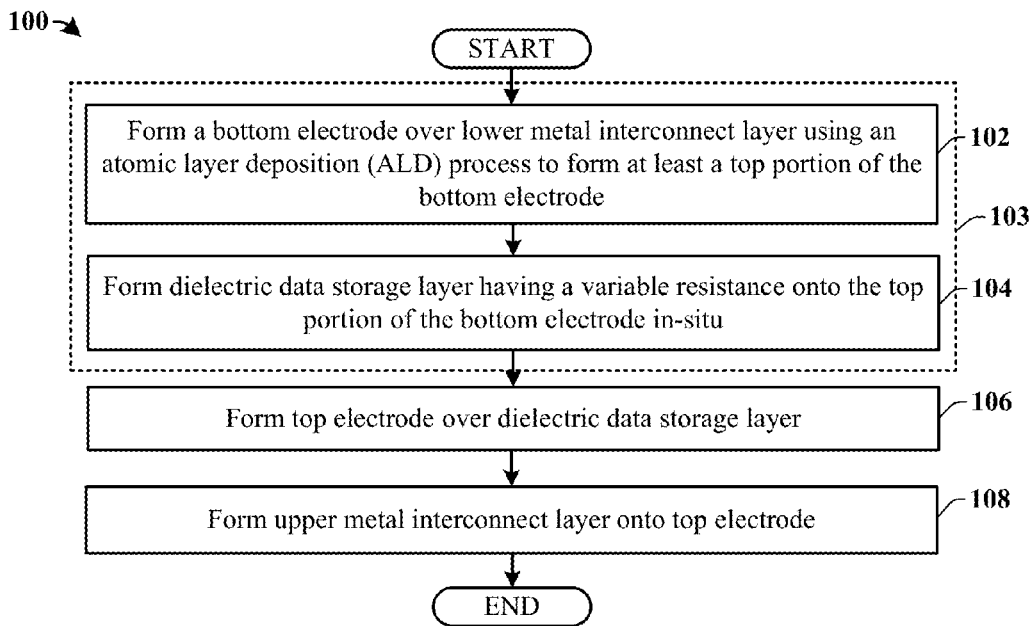 100
START
Form a bottom electrode over lower metal interconnect layer using an
atomic layer deposition (ALD) process to form at least a top portion of the
bottom electrode
102
103
Form dielectric data storage layer having a variable resistance onto the top
portion of the bottom electrode in-situ
104
Form top electrode over dielectric data storage layer
106
Form upper metal interconnect layer onto top electrode
108
END